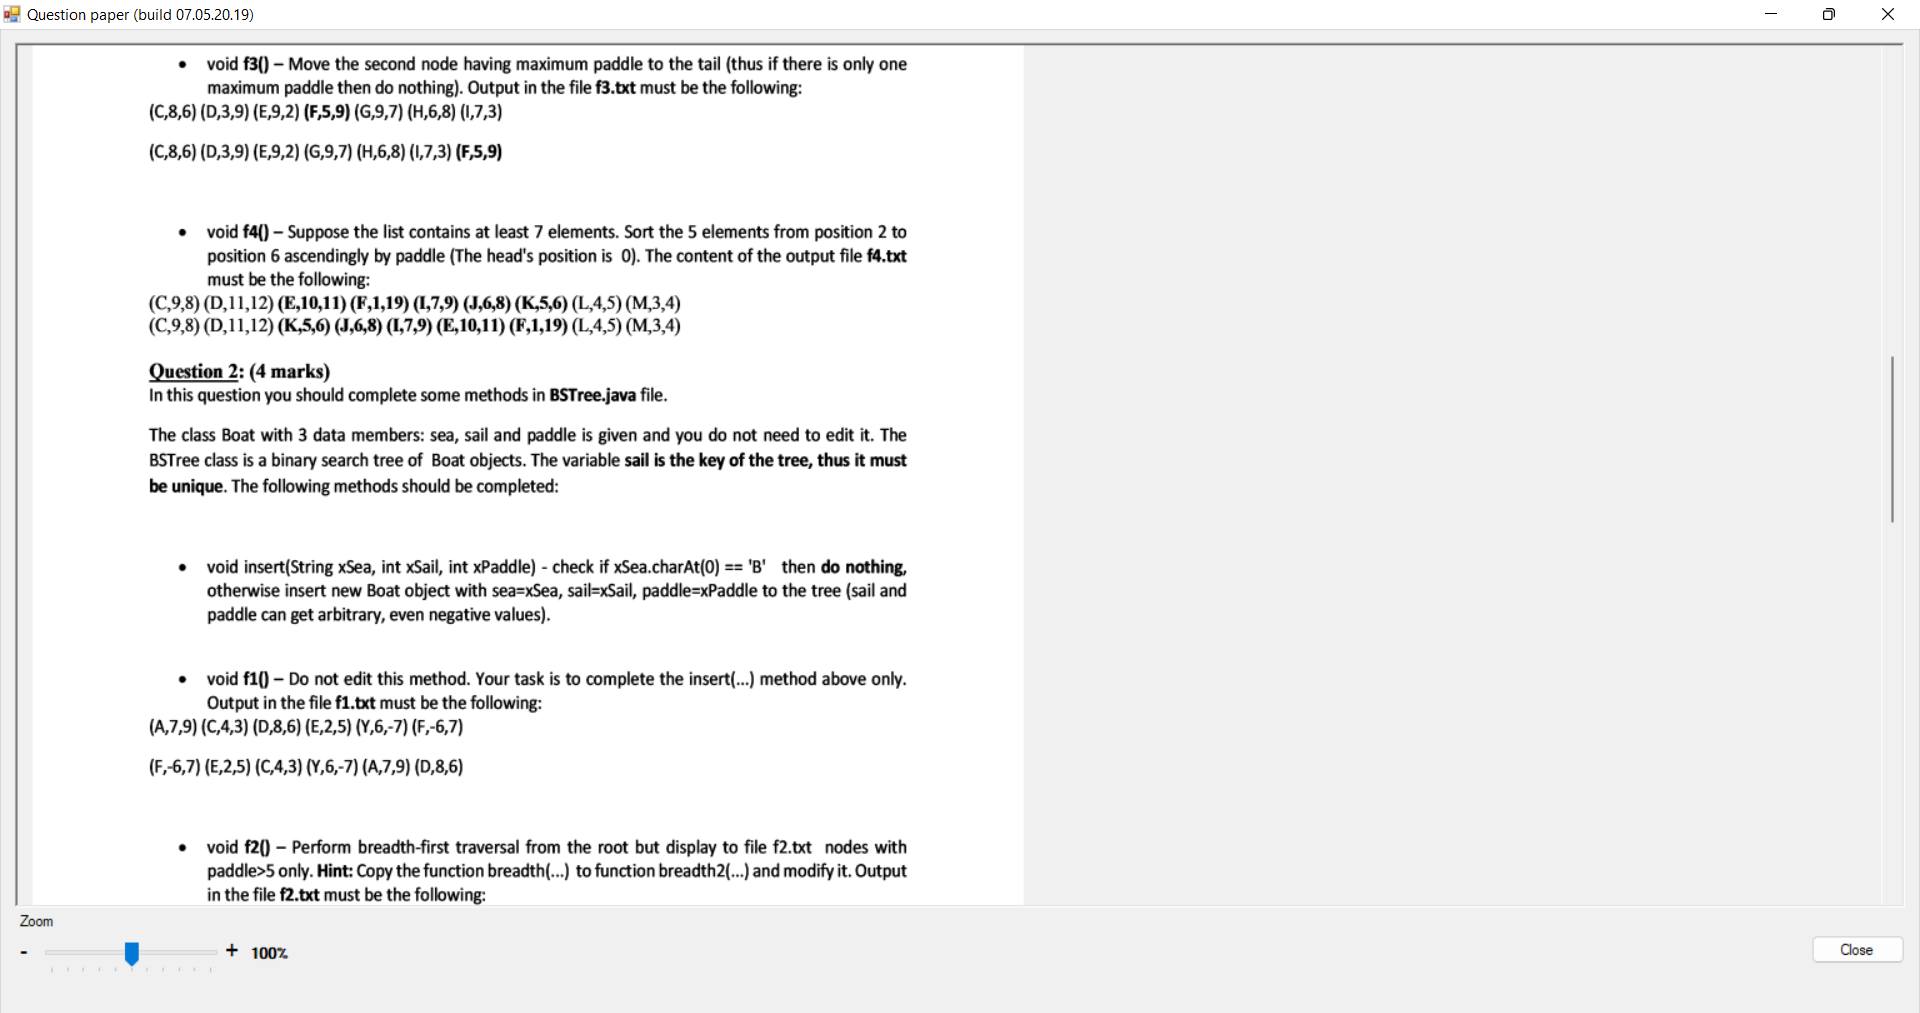 Question paper (build 07.05.20.19)
• void f3() – Move the second node having maximum paddle to the tail (thus if there is only one
maximum paddle then do nothing). Output in the file f3.txt must be the following:
(C,8,6) (D,3,9) (E,9,2) (F,5,9) (G,9,7) (H,6,8) (I,7,3)
(C,8,6) (D,3,9) (E,9,2) (G,9,7) (H,6,8) (I,7,3) (F,5,9)
• void f4() – Suppose the list contains at least 7 elements. Sort the 5 elements from position 2 to
position 6 ascendingly by paddle (The head's position is 0). The content of the output file f4.txt
must be the following:
(C,9,8) (D,11,12) (E,10,11) (F,1,19) (I,7,9) (J,6,8) (K,5,6) (L,4,5) (M,3,4)
(C,9,8) (D,11,12) (K,5,6) (J,6,8) (I,7,9) (E,10,11) (F,1,19) (L,4,5) (M,3,4)
Question 2: (4 marks)
In this question you should complete some methods in BSTree.java file.
The class Boat with 3 data members: sea, sail and paddle is given and you do not need to edit it. The
BSTree class is a binary search tree of Boat objects. The variable sail is the key of the tree, thus it must
be unique. The following methods should be completed:
• void insert(String xSea, int xSail, int xPaddle) - check if xSea.charAt(0) == 'B' then do nothing,
otherwise insert new Boat object with sea=xSea, sail=xSail, paddle=xPaddle to the tree (sail and
paddle can get arbitrary, even negative values).
• void f1() – Do not edit this method. Your task is to complete the insert(...) method above only.
Output in the file f1.txt must be the following:
(A,7,9) (C,4,3) (D,8,6) (E,2,5) (Y,6,-7) (F,-6,7)
(F,-6,7) (E,2,5) (C,4,3) (Y,6,-7) (A,7,9) (D,8,6)
• void f2() – Perform breadth-first traversal from the root but display to file f2.txt nodes with
paddle>5 only. Hint: Copy the function breadth(...) to function breadth2(...) and modify it. Output
in the file f2.txt must be the following:
Zoom
- + 100%
Close